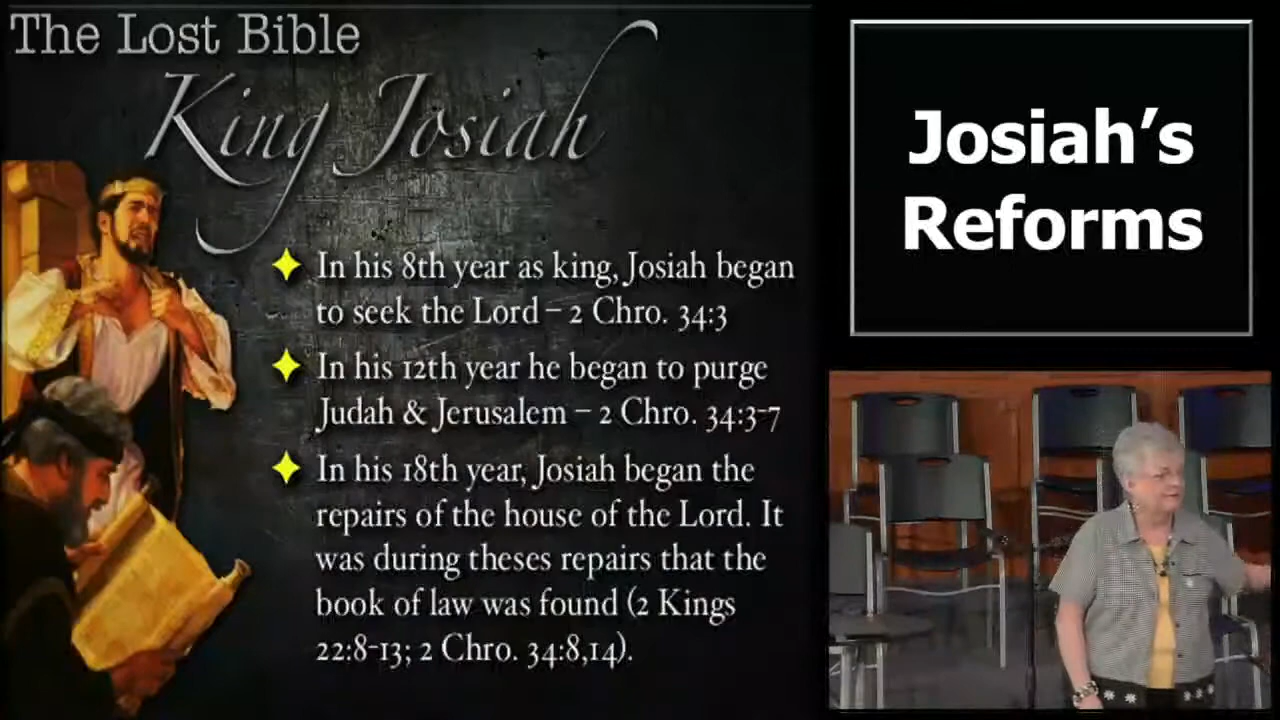 The Lost Bible
King Josiah
In his 8th year as king, Josiah began
to seek the Lord – 2 Chro. 34:3
In his 12th year he began to purge
Judah & Jerusalem – 2 Chro. 34:3-7
In his 18th year, Josiah began the
repairs of the house of the Lord. It
was during theses repairs that the
book of law was found (2 Kings
22:8-13; 2 Chro. 34:8,14).
Josiah’s
Reforms